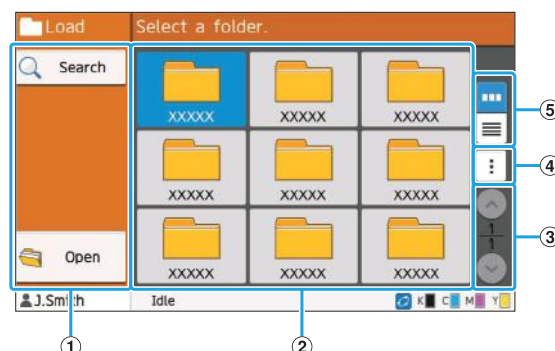 Load
Select a folder.
Search
XXXXX XXXXX XXXXX
XXXXX XXXXX XXXXX
Open
XXXXX XXXXX XXXXX
1
1
J.Smith
Idle
K C M Y
①
②
③
④
⑤